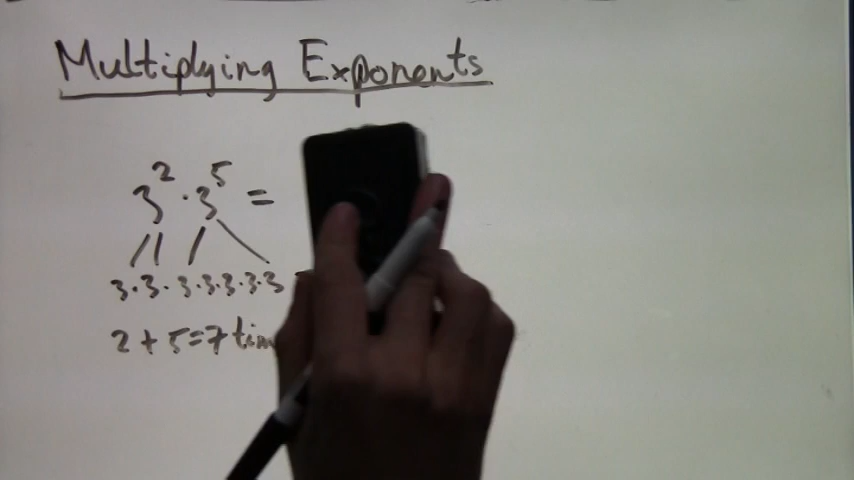 Multiplying Exponents
3² · 3⁵ =
3·3·3·3·3·3·3
2+5=7